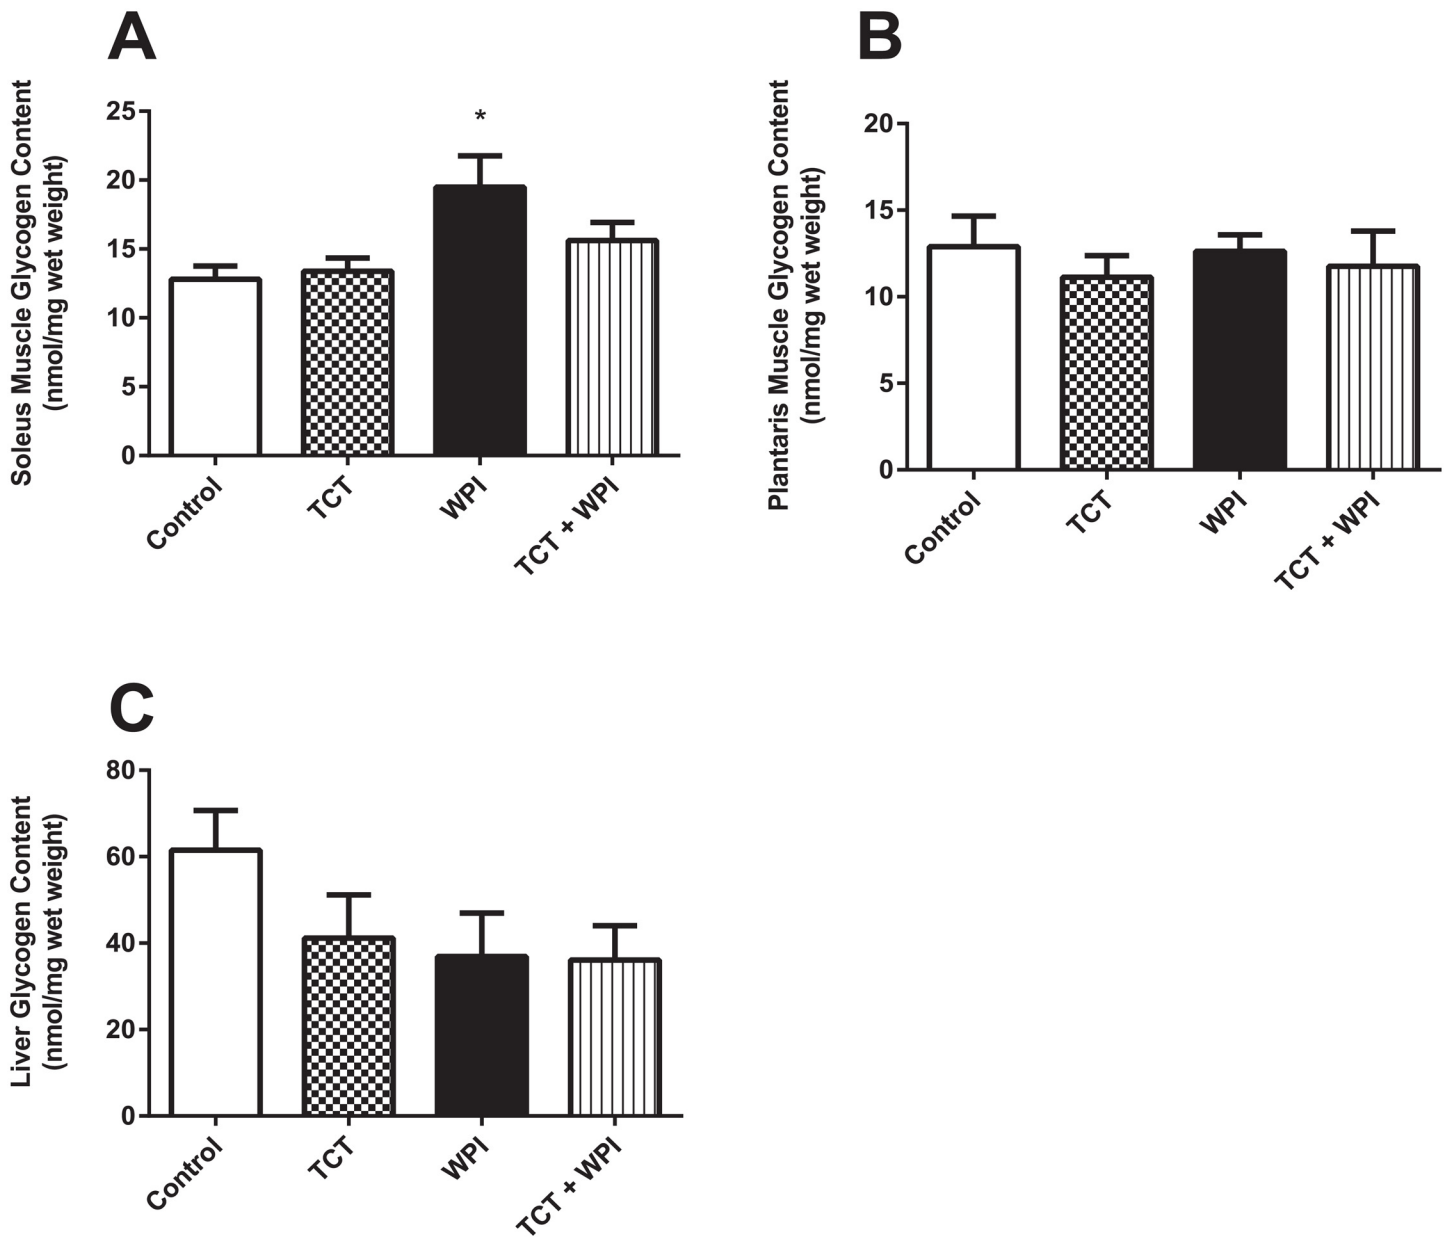 A
Soleus Muscle Glycogen Content
(nmol/mg wet weight)
25
20
15
10
5
0
*
Control
TCT
WPI
TCT + WPI
B
Plantaris Muscle Glycogen Content
(nmol/mg wet weight)
20
15
10
5
0
Control
TCT
WPI
TCT + WPI
C
Liver Glycogen Content
(nmol/mg wet weight)
80
60
40
20
0
Control
TCT
WPI
TCT + WPI